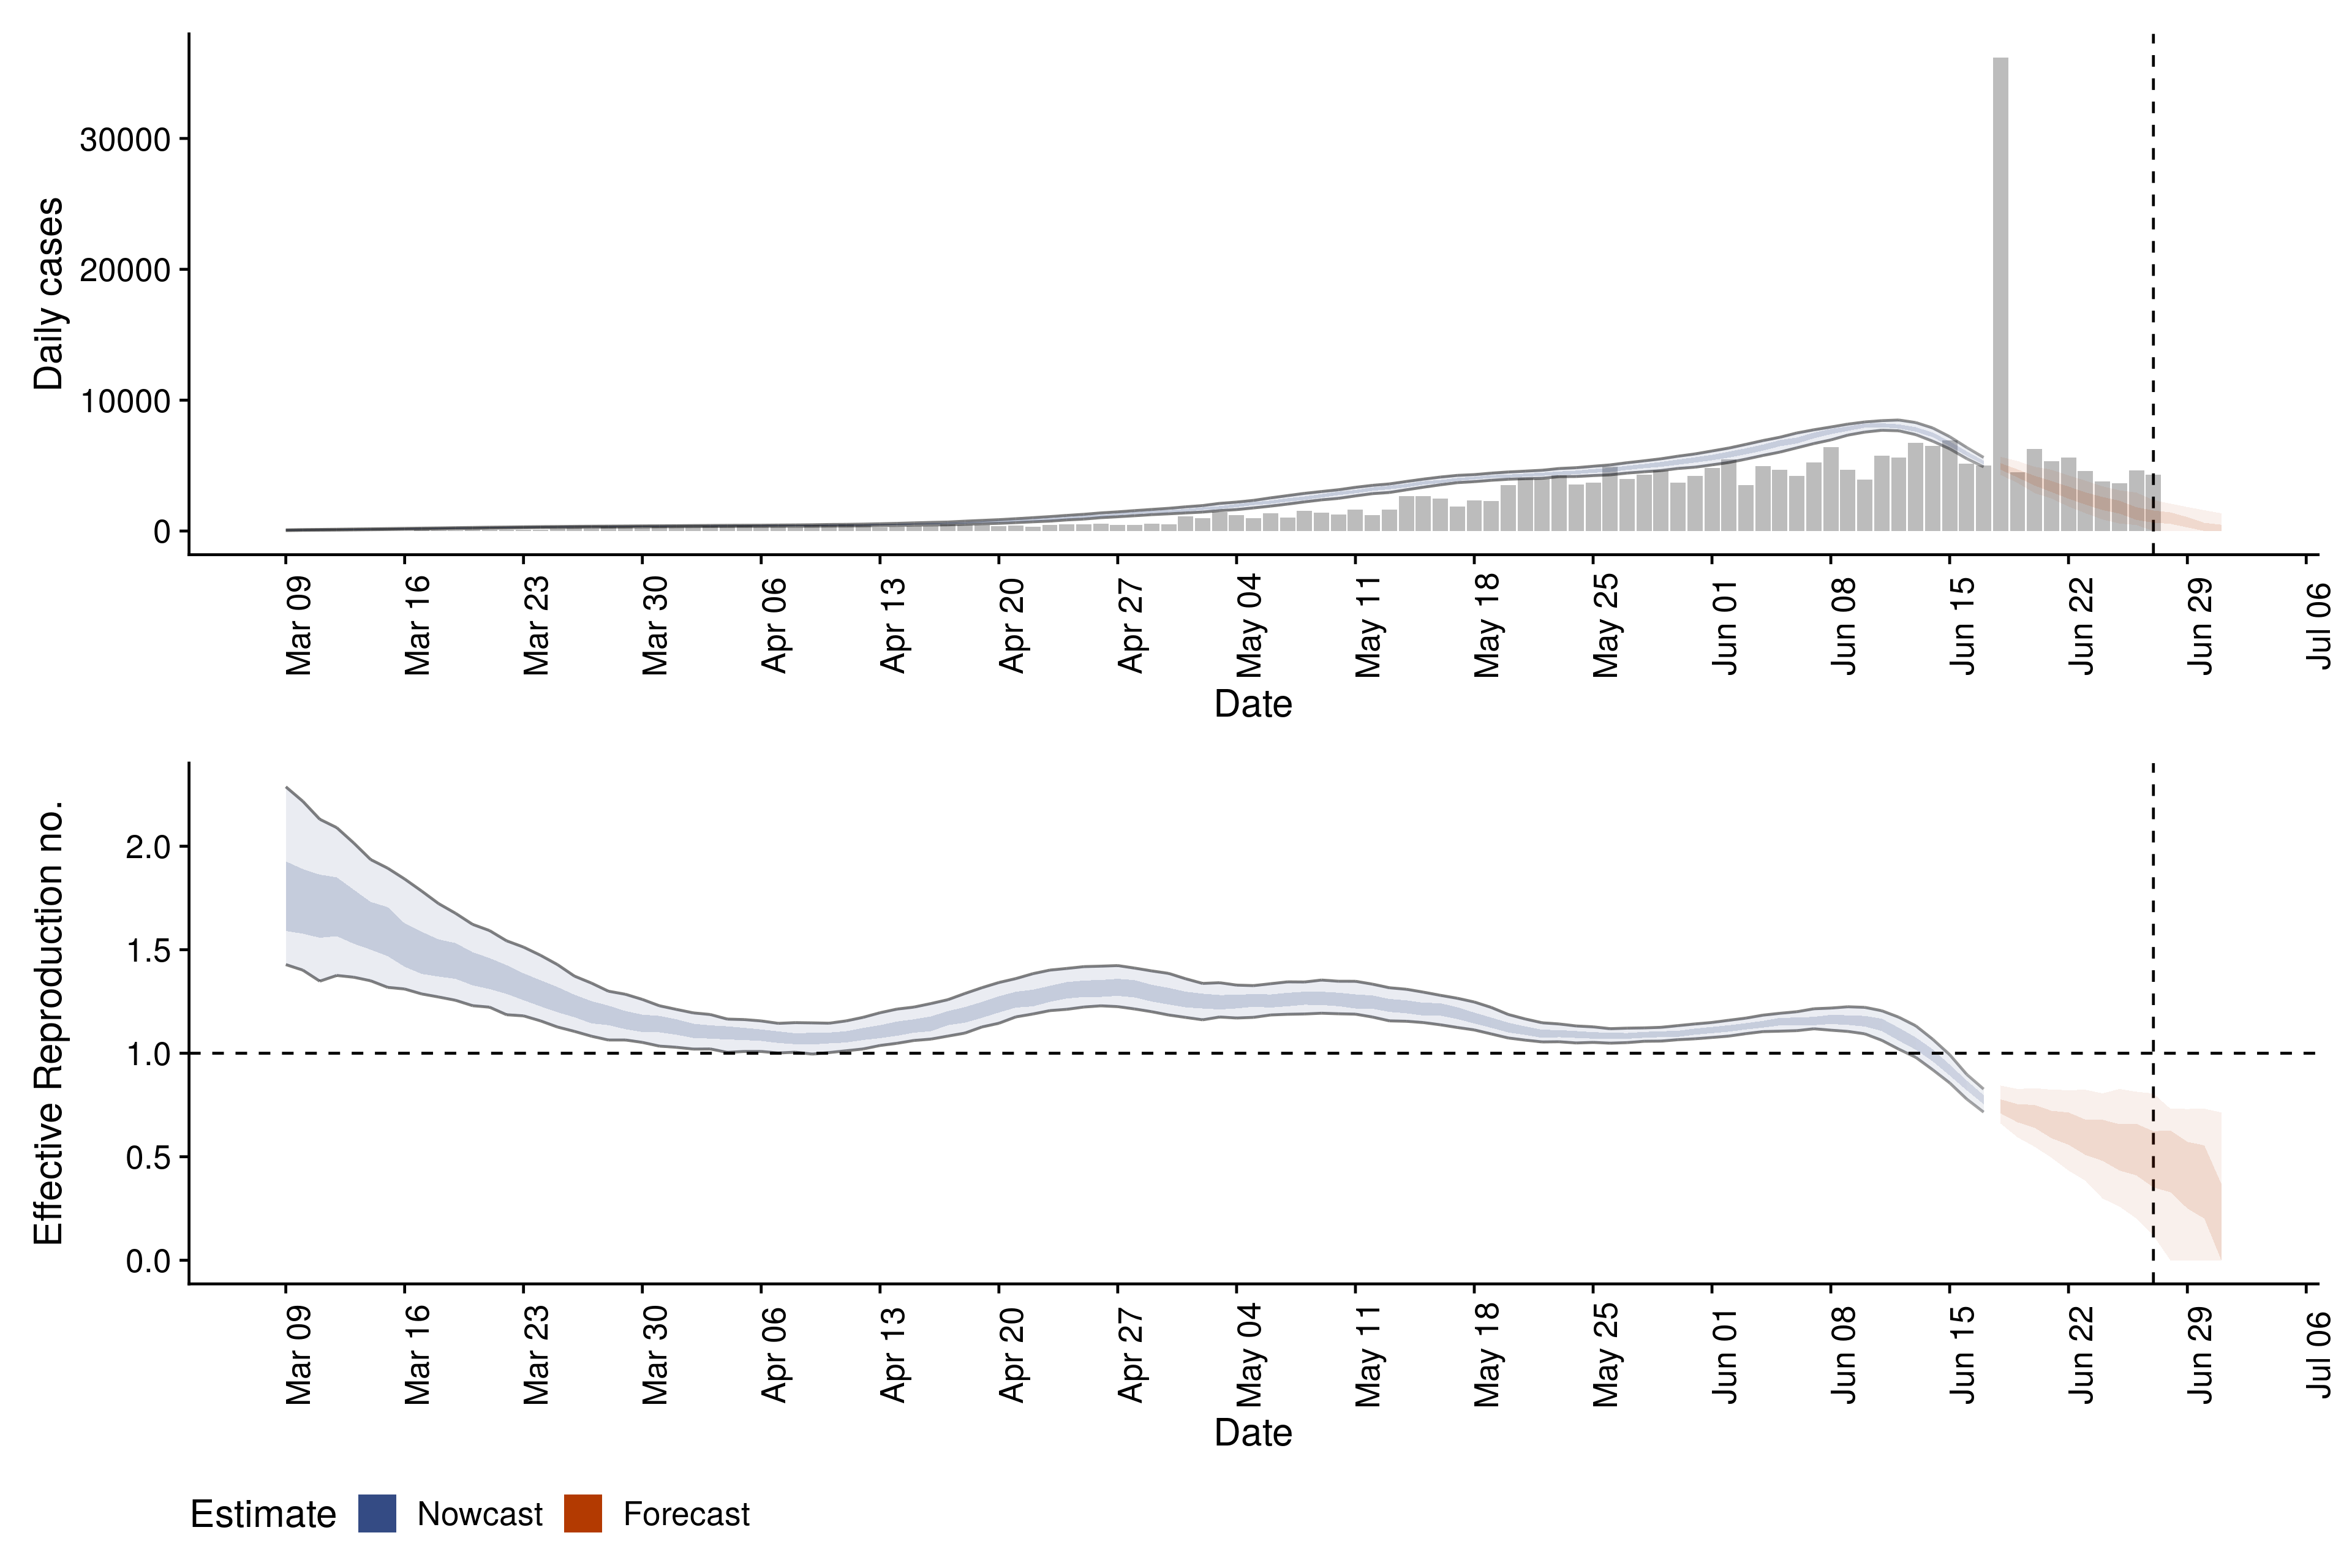 Daily cases
30000
20000
10000
0
Mar 09
Mar 16
Mar 23
Mar 30
Apr 06
Apr 13
Apr 20
Apr 27
May 04
May 11
May 18
May 25
Jun 01
Jun 08
Jun 15
Jun 22
Jun 29
Jul 06
Date
Effective Reproduction no.
2.0
1.5
1.0
0.5
0.0
Mar 09
Mar 16
Mar 23
Mar 30
Apr 06
Apr 13
Apr 20
Apr 27
May 04
May 11
May 18
May 25
Jun 01
Jun 08
Jun 15
Jun 22
Jun 29
Jul 06
Date
Estimate Nowcast Forecast